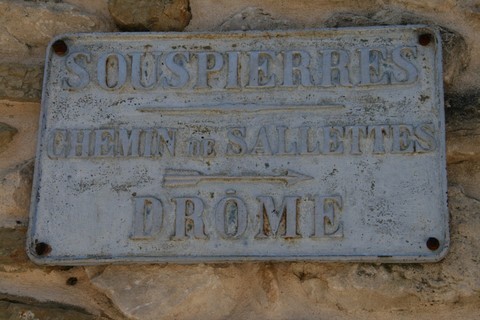 SOUSPIERRES
CHEMIN DE SALLETTES
DRÔME